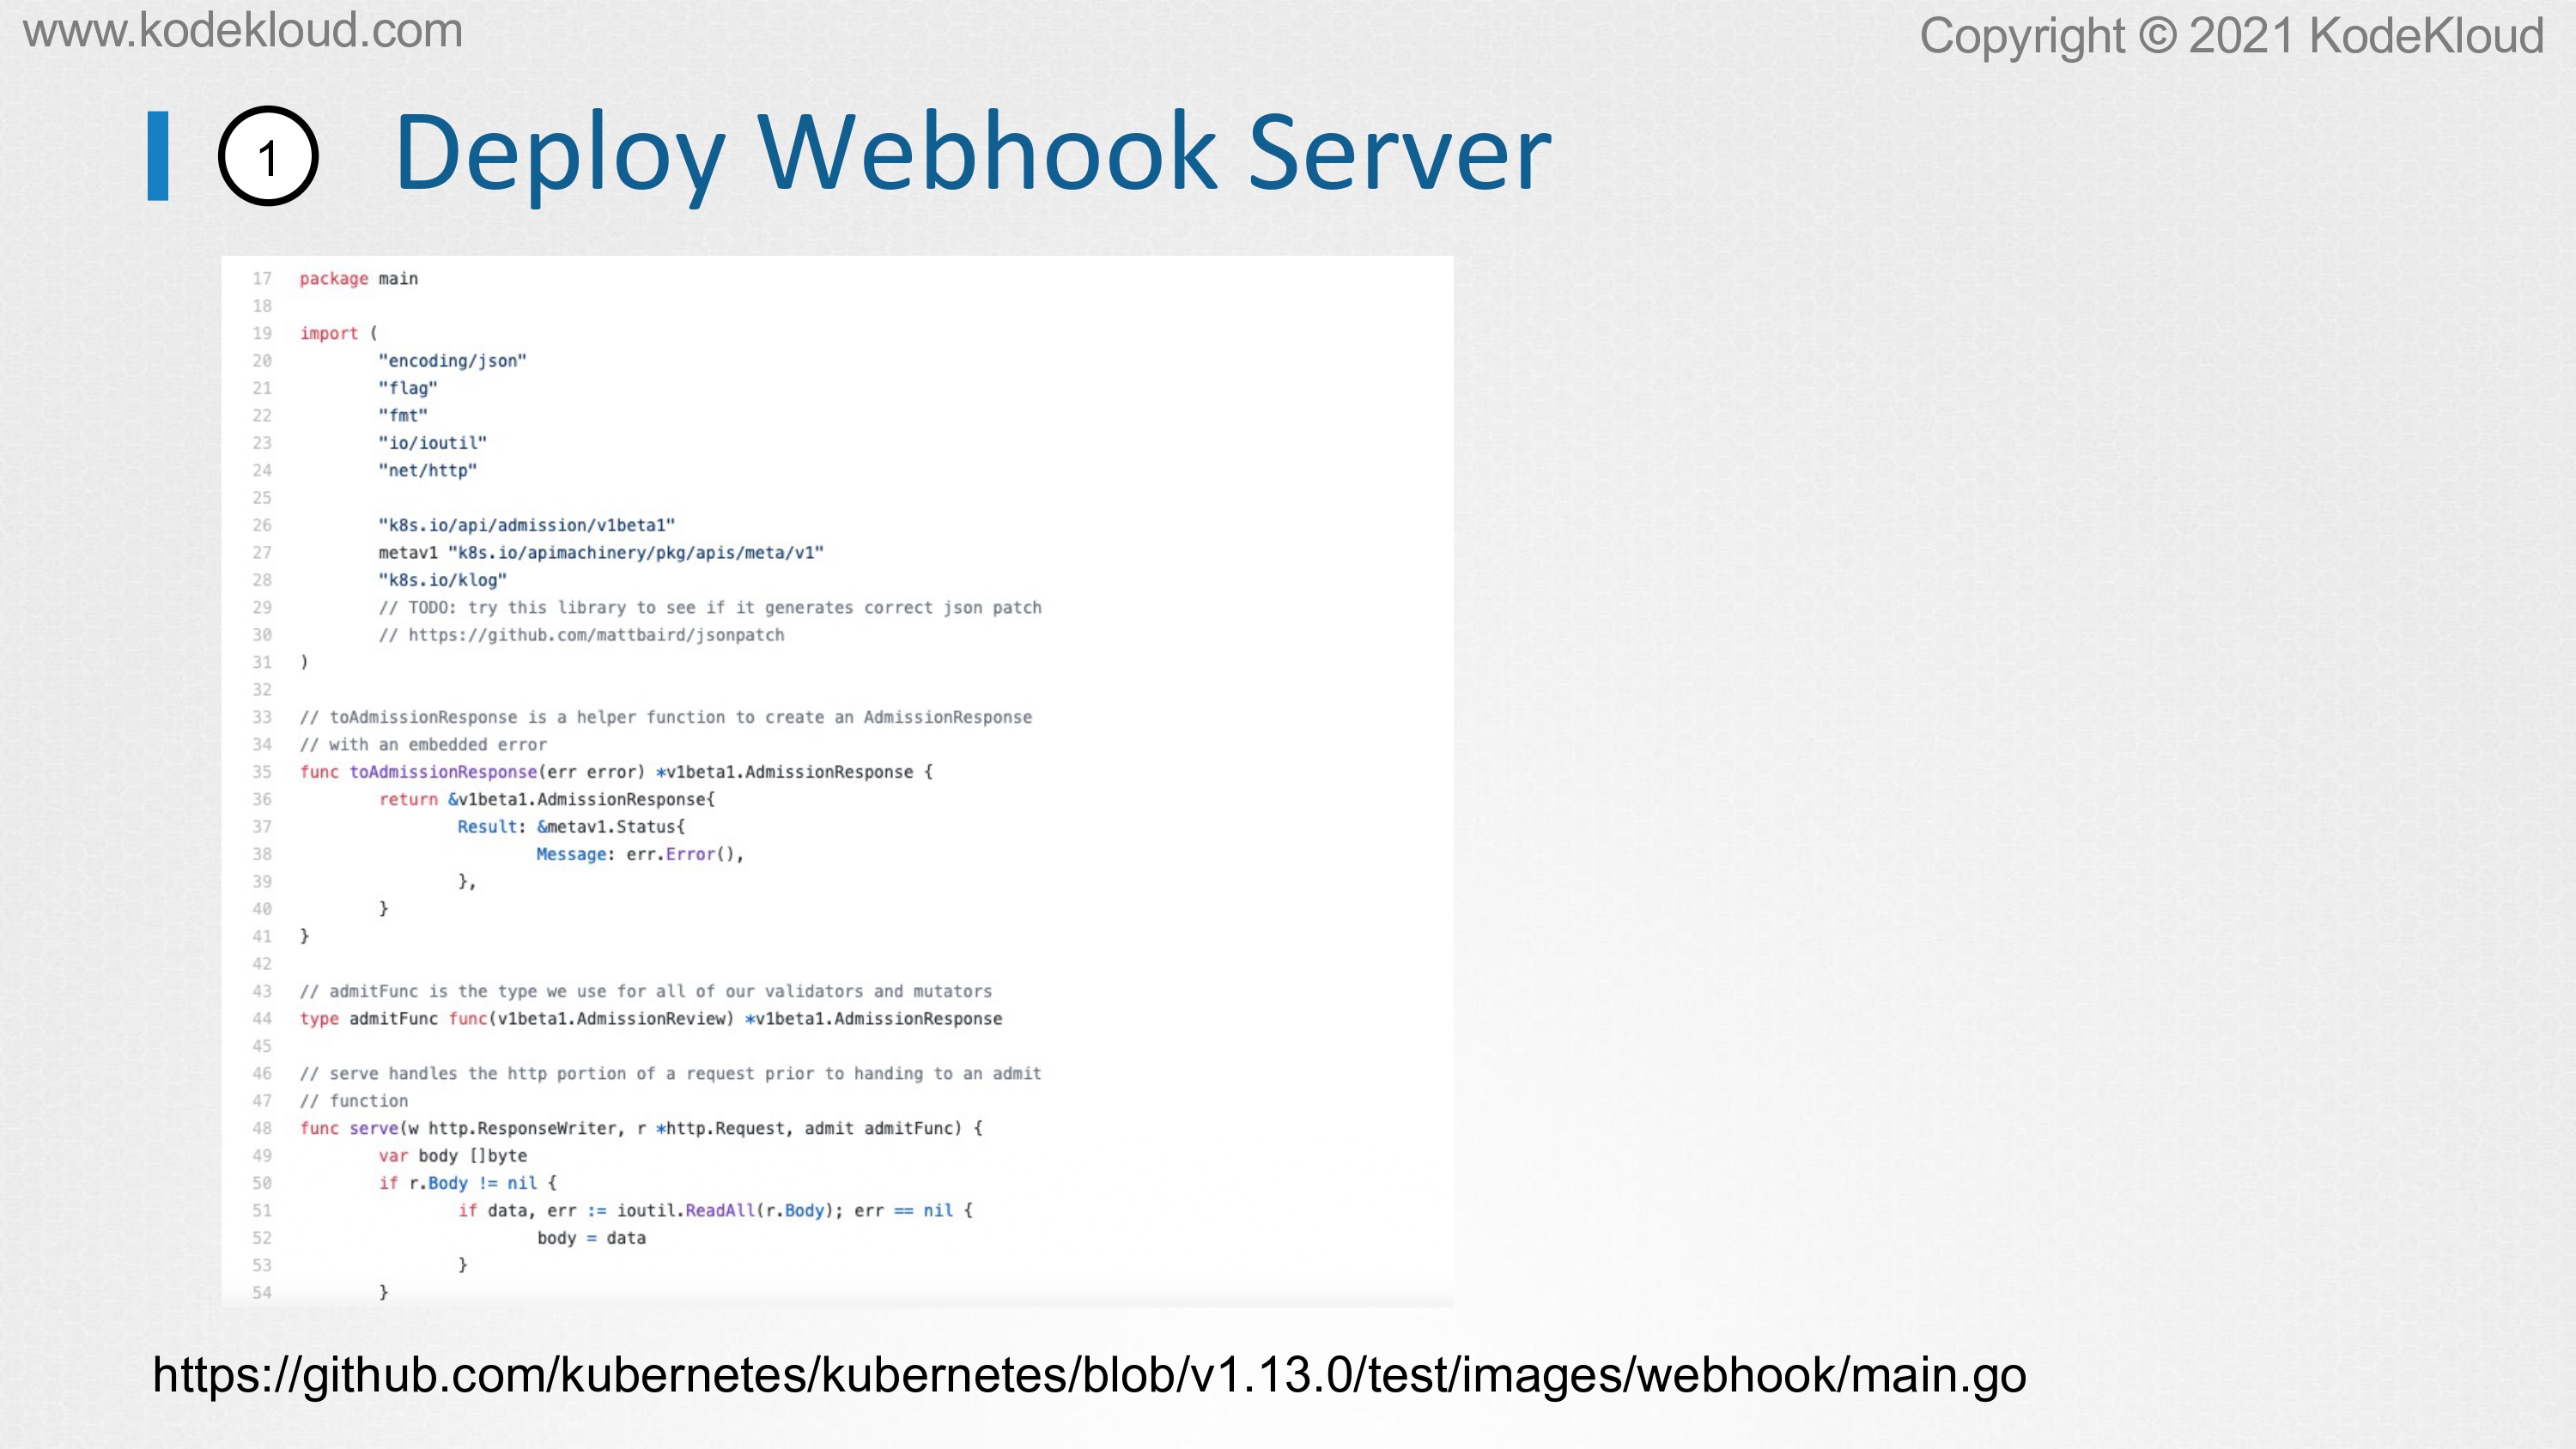 www.kodekloud.com
Copyright © 2021 KodeKloud
1 Deploy Webhook Server
17 package main
18
19 import (
20 "encoding/json"
21 "flag"
22 "fmt"
23 "io/ioutil"
24 "net/http"
25
26 "k8s.io/api/admission/v1beta1"
27 metav1 "k8s.io/apimachinery/pkg/apis/meta/v1"
28 "k8s.io/klog"
29 // TODO: try this library to see if it generates correct json patch
30 // https://github.com/mattbaird/jsonpatch
31 )
32
33 // toAdmissionResponse is a helper function to create an AdmissionResponse
34 // with an embedded error
35 func toAdmissionResponse(err error) *v1beta1.AdmissionResponse {
36 return &v1beta1.AdmissionResponse{
37 Result: &metav1.Status{
38 Message: err.Error(),
39 },
40 }
41 }
42
43 // admitFunc is the type we use for all of our validators and mutators
44 type admitFunc func(v1beta1.AdmissionReview) *v1beta1.AdmissionResponse
45
46 // serve handles the http portion of a request prior to handing to an admit
47 // function
48 func serve(w http.ResponseWriter, r *http.Request, admit admitFunc) {
49 var body []byte
50 if r.Body != nil {
51 if data, err := ioutil.ReadAll(r.Body); err == nil {
52 body = data
53 }
54 }
https://github.com/kubernetes/kubernetes/blob/v1.13.0/test/images/webhook/main.go